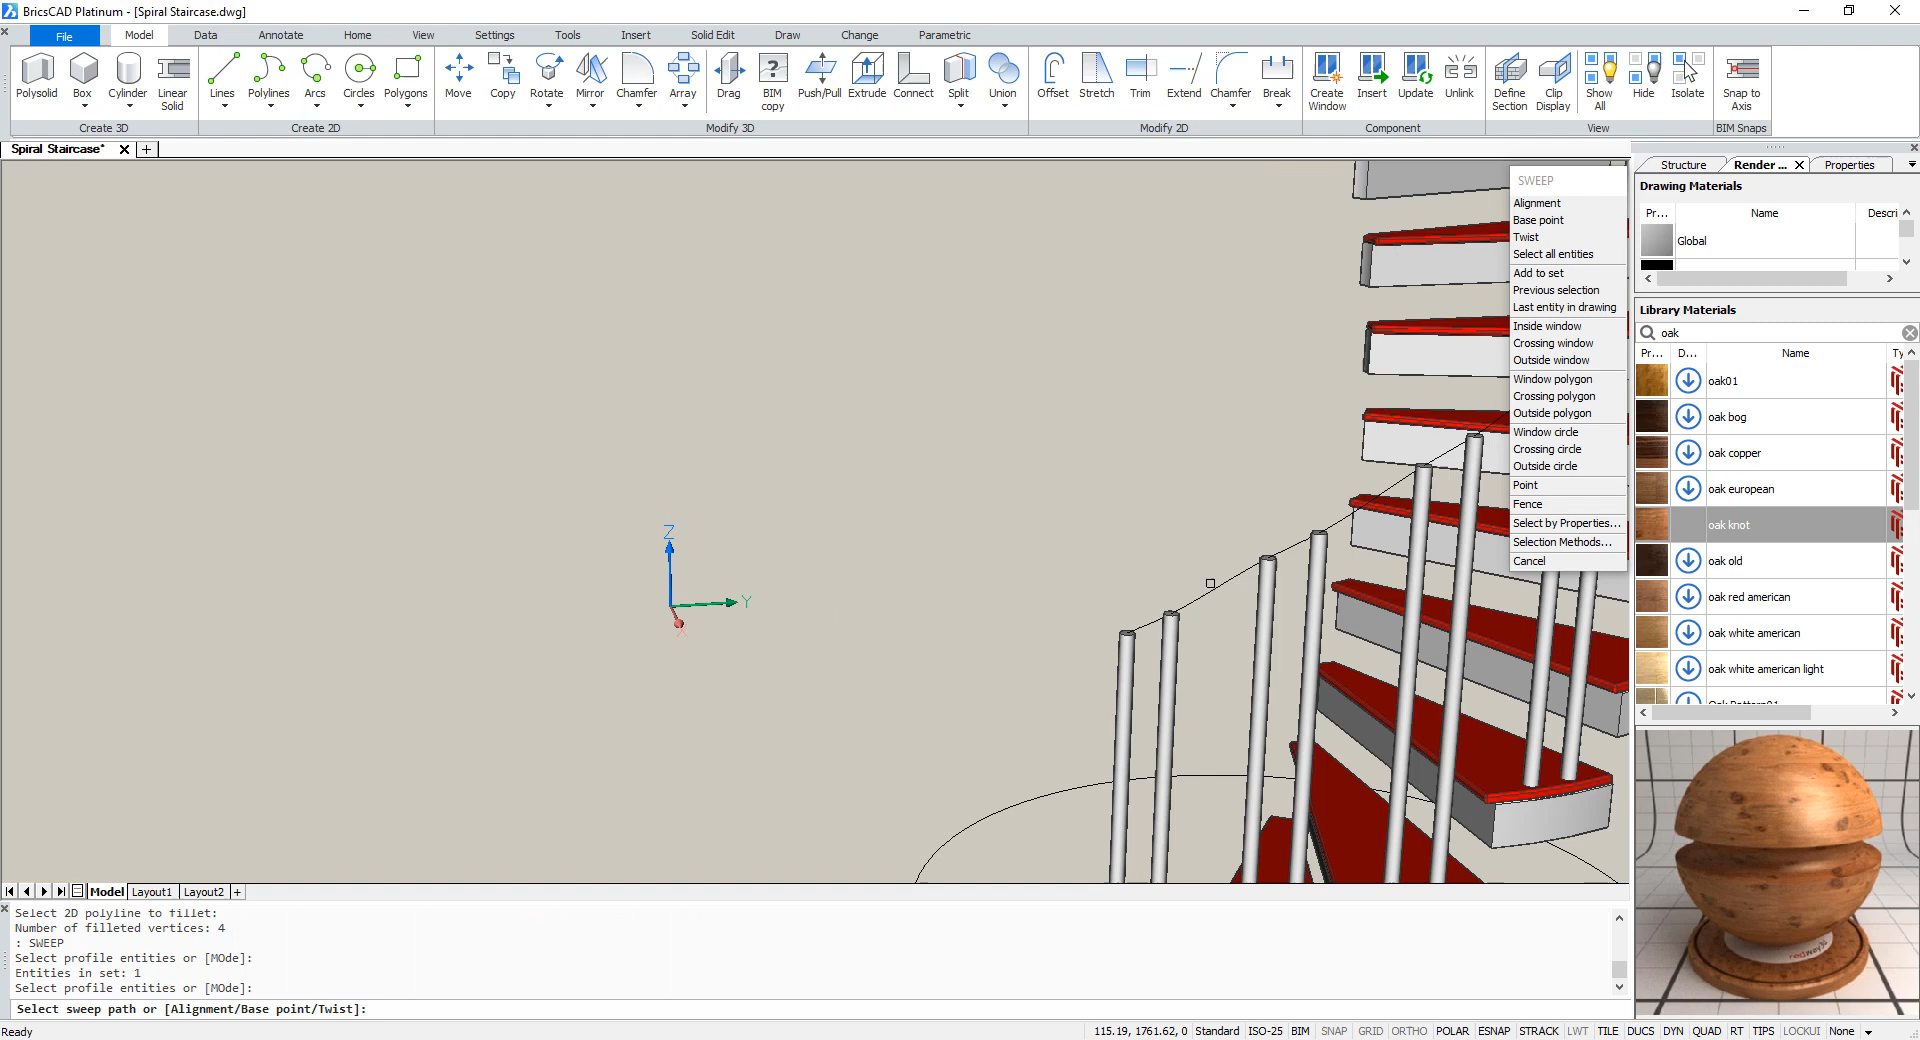 BricsCAD Platinum - [Spiral Staircase.dwg]
File Model Data Annotate Home View Settings Tools Insert Solid Edit Draw Change Parametric
Polysolid Box Cylinder Linear Solid Lines Polylines Arcs Circles Polygons Move Copy Rotate Mirror Chamfer Array Drag BIM copy Push/Pull Extrude Connect Split Union Offset Stretch Trim Extend Chamfer Break Create Window Insert Update Unlink Define Section Clip Display Show All Hide Isolate Snap to Axis
Create 3D Create 2D Modify 3D Modify 2D Component View BIM Snaps
Spiral Staircase*
SWEEP
Alignment
Base point
Twist
Select all entities
Add to set
Previous selection
Last entity in drawing
Inside window
Crossing window
Outside window
Window polygon
Crossing polygon
Outside polygon
Window circle
Crossing circle
Outside circle
Point
Fence
Select by Properties...
Selection Methods...
Cancel
Z
Y
X
Structure Render ... Properties
Drawing Materials
Pr... Name Descri
Global
Library Materials
oak
Pr... D... Name Ty
oak01
oak bog
oak copper
oak european
oak knot
oak old
oak red american
oak white american
oak white american light
Model Layout1 Layout2 +
Select 2D polyline to fillet:
Number of filleted vertices: 4
: SWEEP
Select profile entities or [MOde]:
Entities in set: 1
Select profile entities or [MOde]:
Select sweep path or [Alignment/Base point/Twist]:
Ready
115.19, 1761.62, 0 Standard ISO-25 BIM SNAP GRID ORTHO POLAR ESNAP STRACK LWT TILE DUCS DYN QUAD RT TIPS LOCKUI None